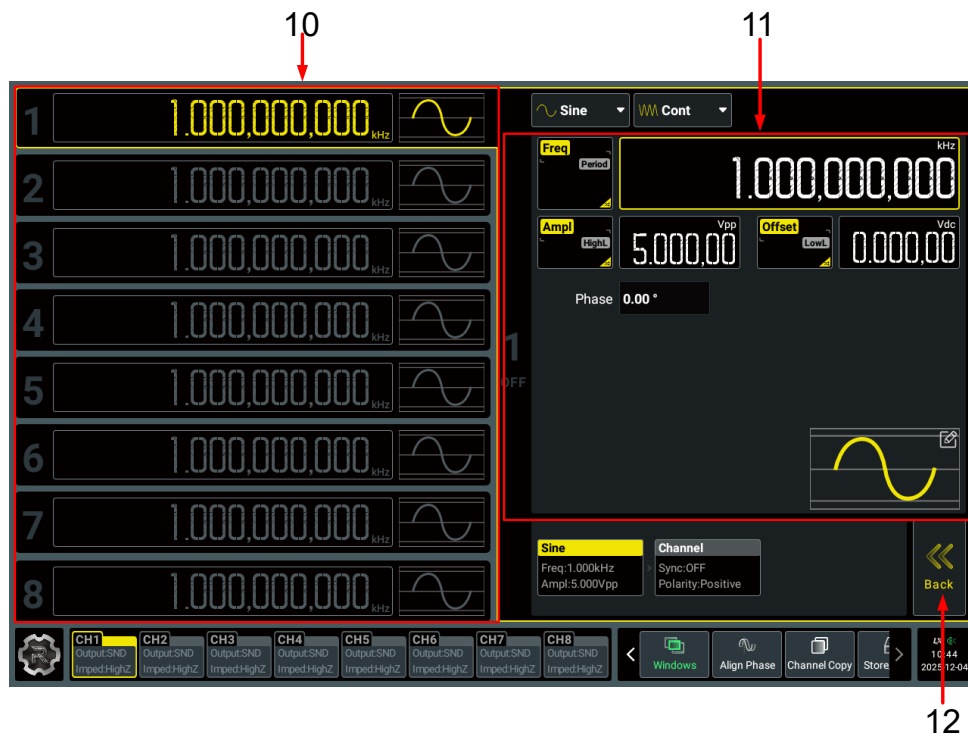 10
11
1
1.000,000,000 kHz
2
1.000,000,000 kHz
3
1.000,000,000 kHz
4
1.000,000,000 kHz
5
1.000,000,000 kHz
6
1.000,000,000 kHz
7
1.000,000,000 kHz
8
1.000,000,000 kHz
Sine
Cont
Freq
Period
kHz
1.000,000,000
Ampl
HighL
Vpp
5.000,00
Offset
LowL
Vdc
0.000,00
Phase 0.00 °
1
OFF
Sine
Freq:1.000kHz
Ampl:5.000Vpp
Channel
Sync:OFF
Polarity:Positive
Back
CH1
Output:SND
Imped:HighZ
CH2
Output:SND
Imped:HighZ
CH3
Output:SND
Imped:HighZ
CH4
Output:SND
Imped:HighZ
CH5
Output:SND
Imped:HighZ
CH6
Output:SND
Imped:HighZ
CH7
Output:SND
Imped:HighZ
CH8
Output:SND
Imped:HighZ
Windows
Align Phase
Channel Copy
Store
10:44
2025-12-04
12